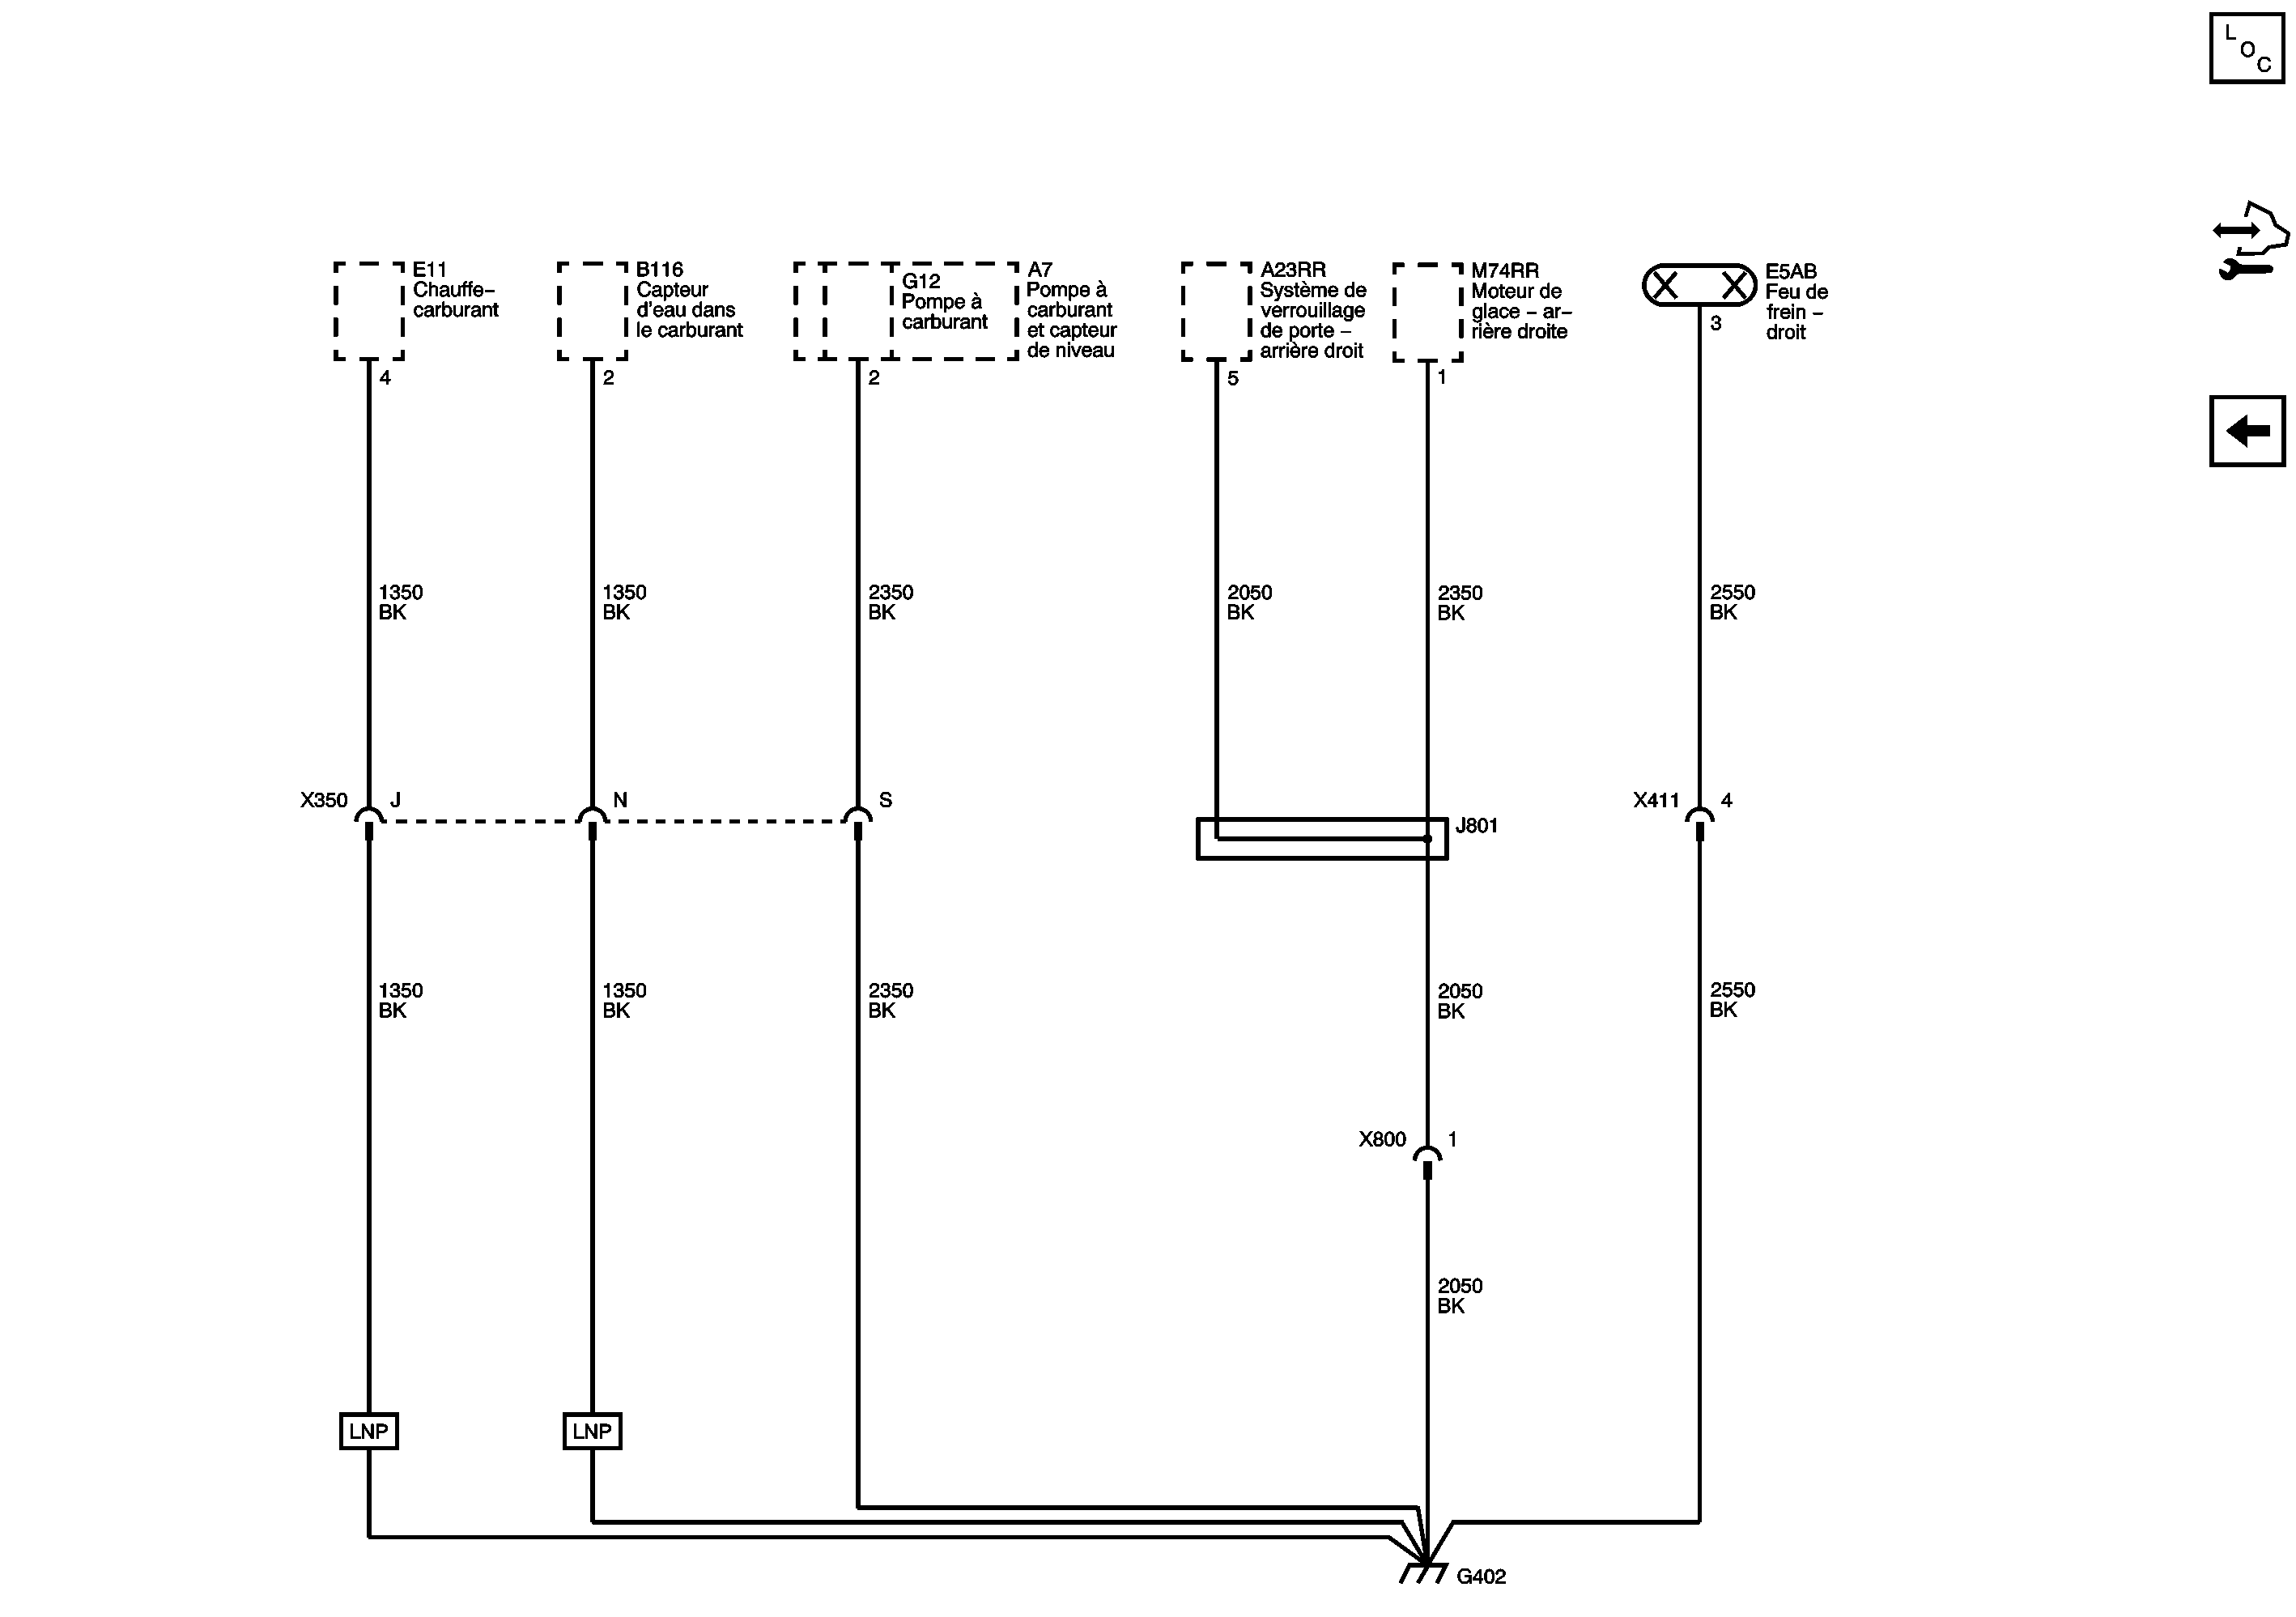 L
O
C
E11
Chauffe–
carburant
4
B116
Capteur
d'eau dans
le carburant
2
G12
Pompe à
carburant
2
A7
Pompe à
carburant
et capteur
de niveau
A23RR
Système de
verrouillage
de porte –
arrière droit
5
M74RR
Moteur de
glace – ar–
rière droite
1
E5AB
Feu de
frein –
droit
3
1350
BK
1350
BK
2350
BK
2050
BK
2350
BK
2550
BK
X350
J
N
S
J801
X411
4
1350
BK
1350
BK
2350
BK
2050
BK
2550
BK
X800
1
2050
BK
LNP
LNP
G402